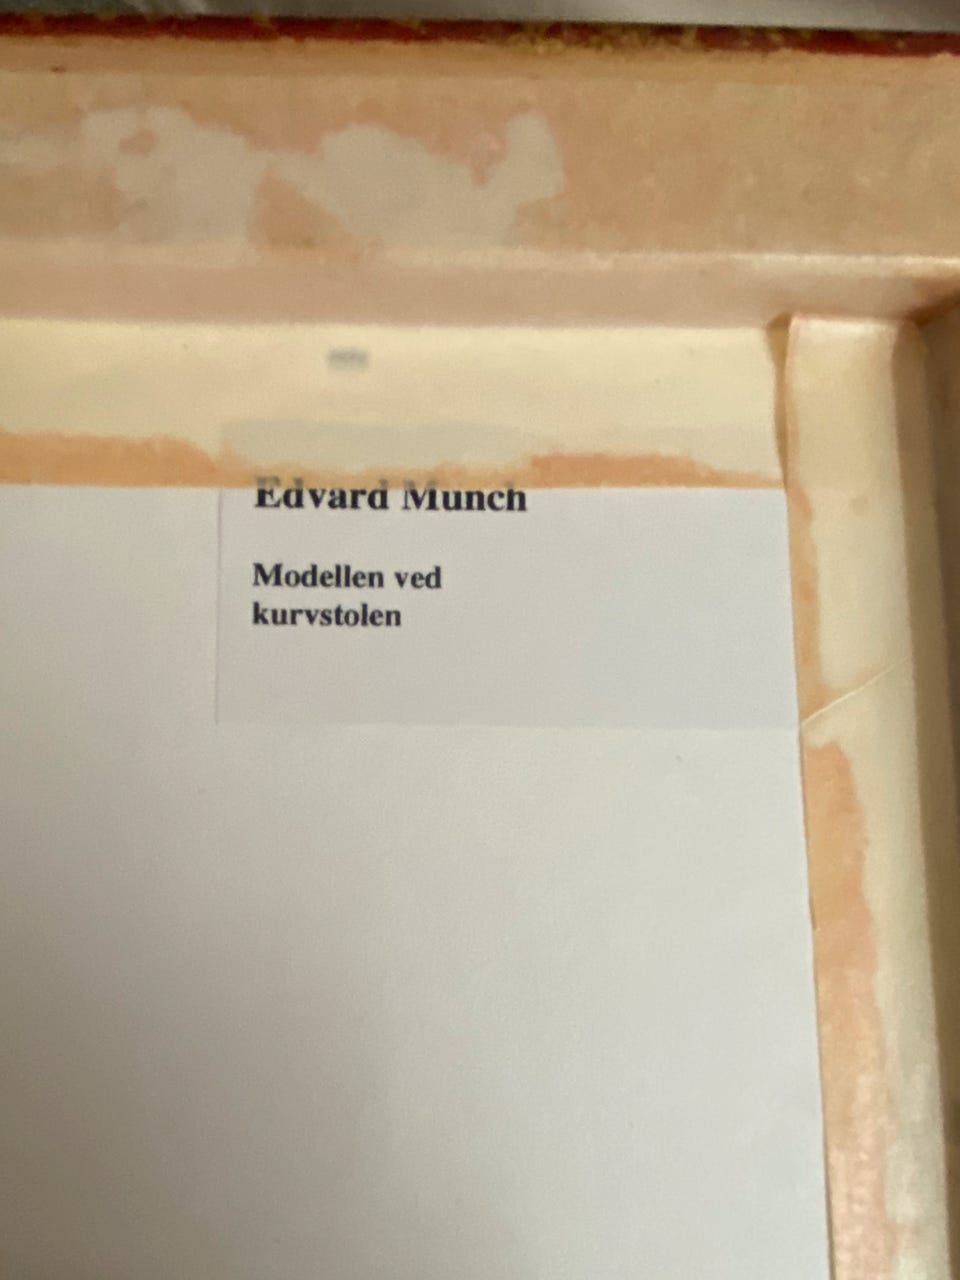 Edvard Munch
Modellen ved
kurvstolen